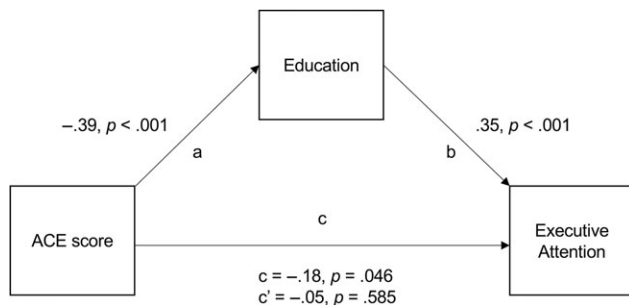 Education
–.39, p < .001
.35, p < .001
a
b
c
ACE score
Executive
Attention
c = –.18, p = .046
c' = –.05, p = .585